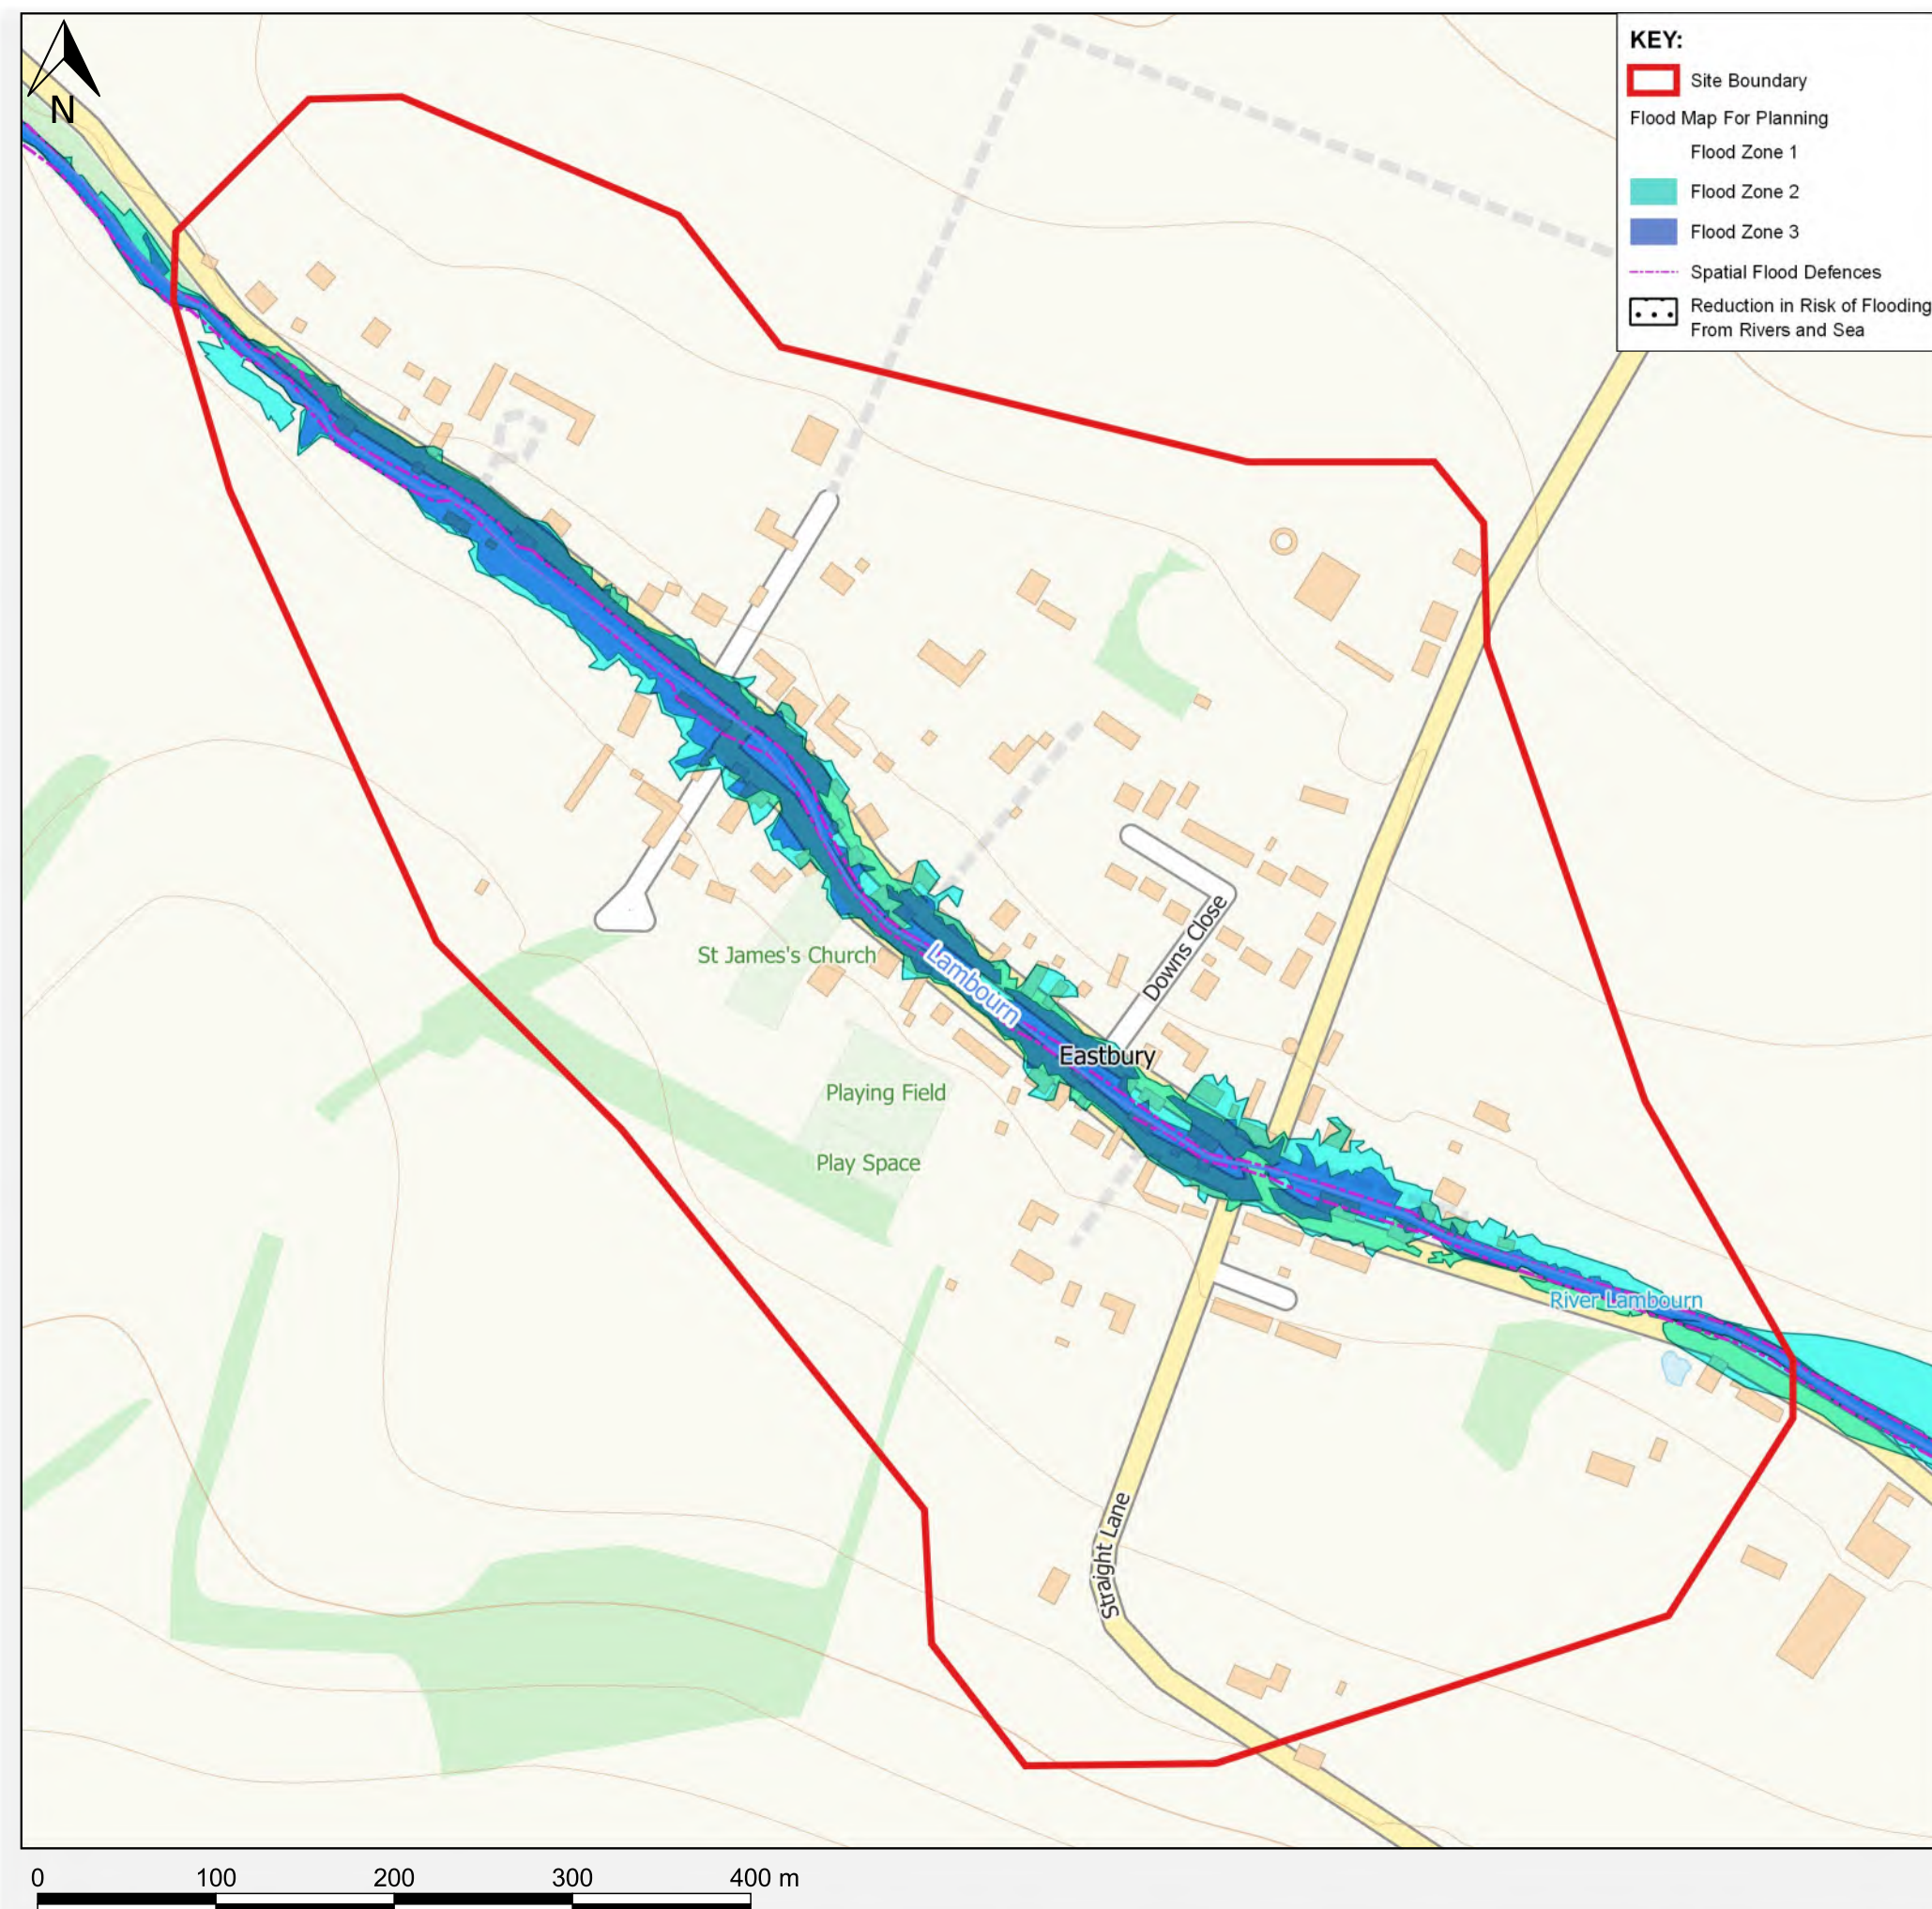 N
KEY:
Site Boundary
Flood Map For Planning
Flood Zone 1
Flood Zone 2
Flood Zone 3
Spatial Flood Defences
Reduction in Risk of Flooding
From Rivers and Sea
Downs Close
St James's Church
Lambourn
Eastbury
Playing Field
Play Space
River Lambourn
Straight Lane
0 100 200 300 400 m